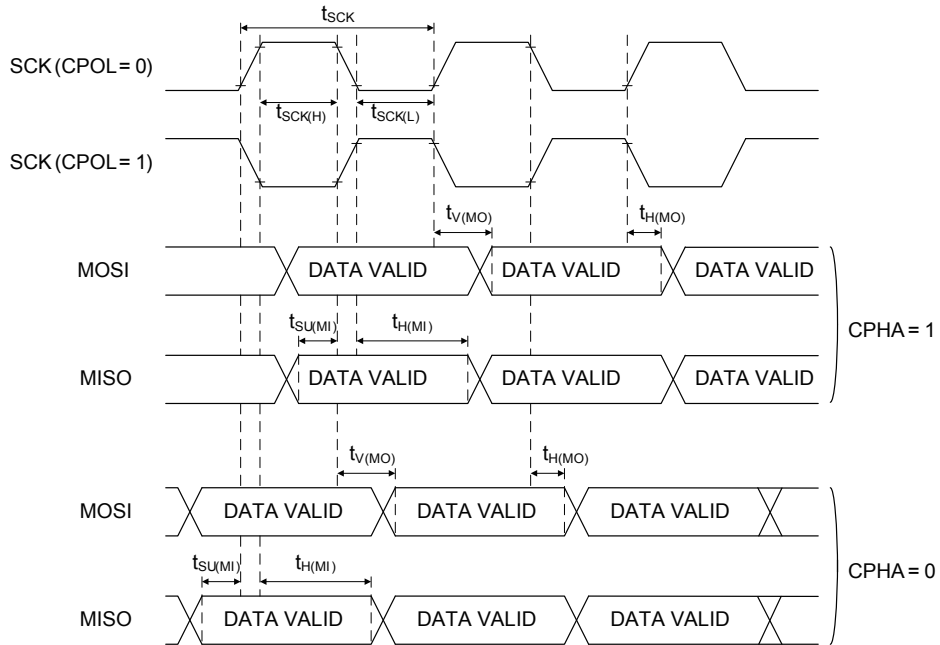 tSCK
SCK (CPOL = 0)
tSCK(H)
tSCK(L)
SCK (CPOL = 1)
tV(MO)
tH(MO)
MOSI
DATA VALID
DATA VALID
DATA VALID
CPHA = 1
tSU(MI)
tH(MI)
MISO
DATA VALID
DATA VALID
DATA VALID
tV(MO)
tH(MO)
MOSI
DATA VALID
DATA VALID
DATA VALID
CPHA = 0
tSU(MI)
tH(MI)
MISO
DATA VALID
DATA VALID
DATA VALID